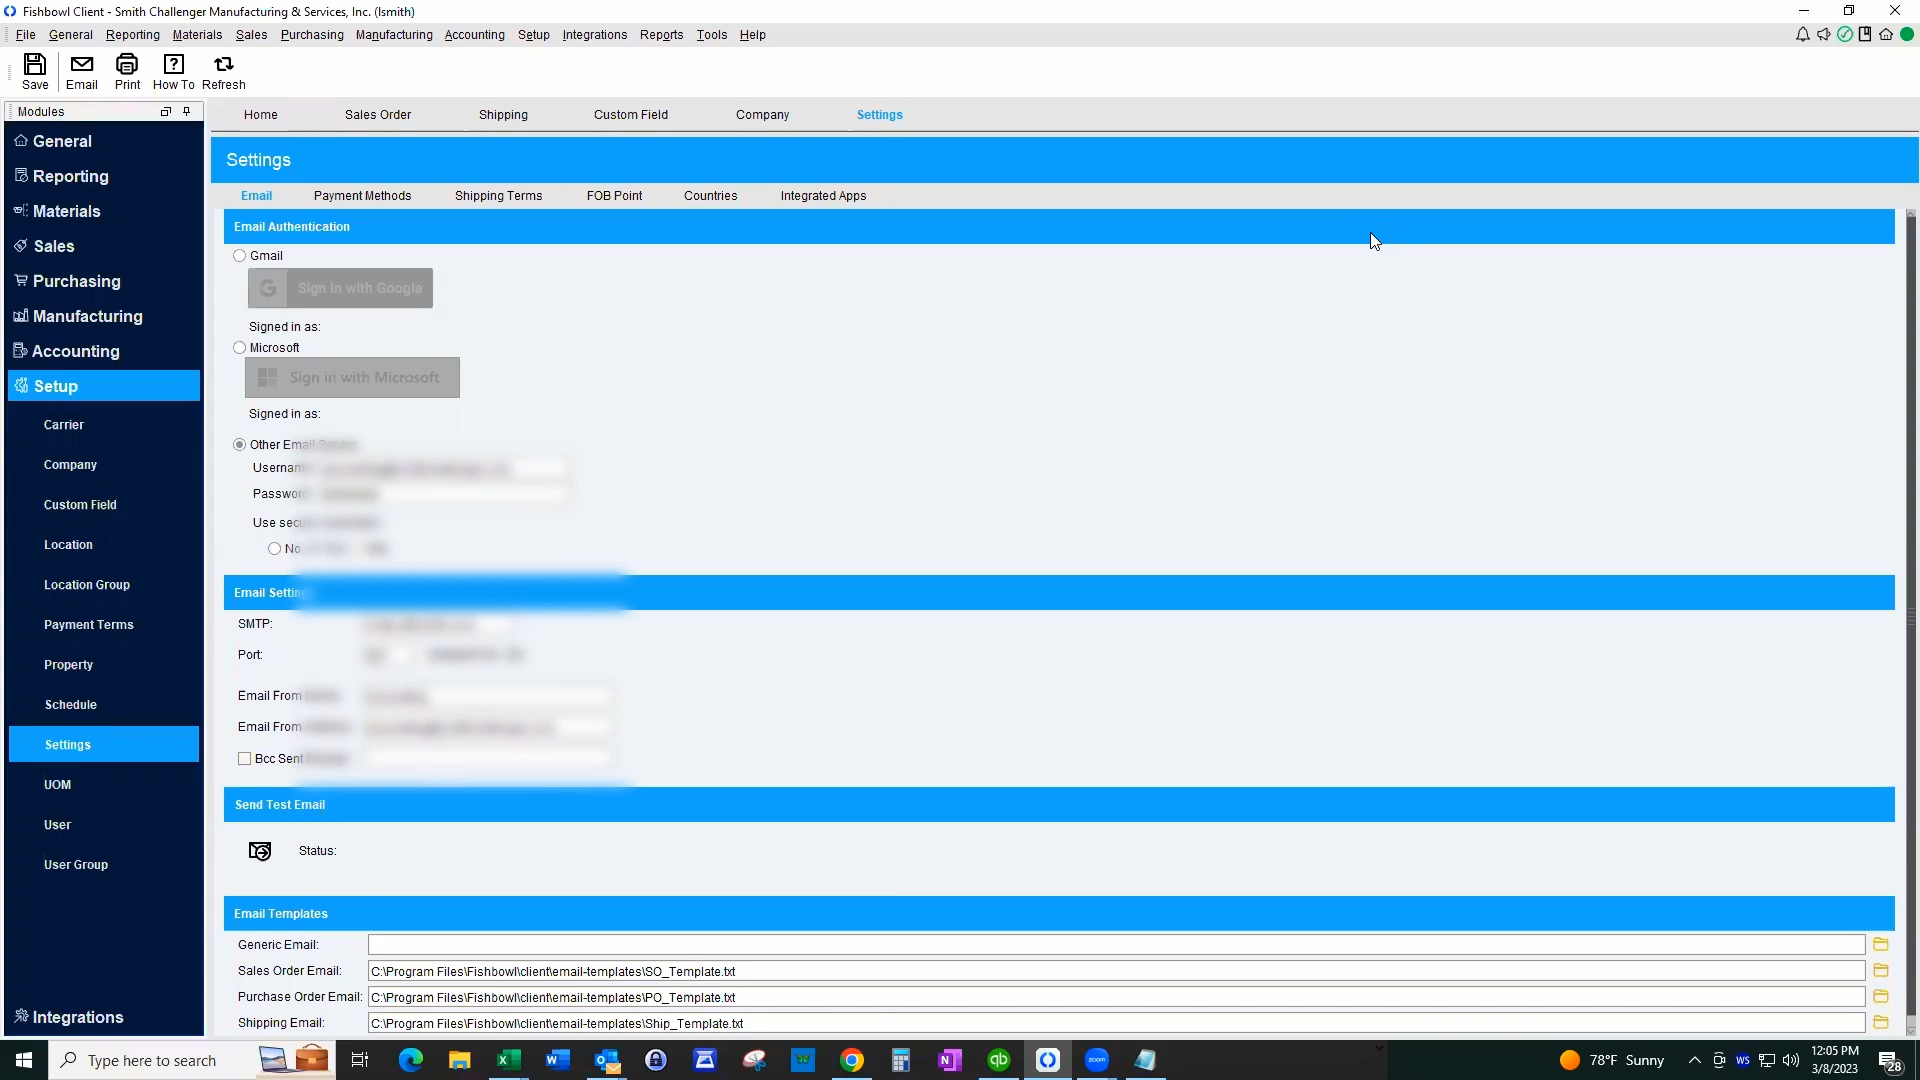 Fishbowl Client - Smith Challenger Manufacturing & Services, Inc. (lsmith)
File General Reporting Materials Sales Purchasing Manufacturing Accounting Setup Integrations Reports Tools Help
Save Email Print How To Refresh
Modules
Home Sales Order Shipping Custom Field Company Settings
General
Reporting
Materials
Sales
Purchasing
Manufacturing
Accounting
Setup
Carrier
Company
Custom Field
Location
Location Group
Payment Terms
Property
Schedule
Settings
UOM
User
User Group
Integrations
Settings
Email Payment Methods Shipping Terms FOB Point Countries Integrated Apps
Email Authentication
Gmail
G Sign in with Google
Signed in as:
Microsoft
Sign in with Microsoft
Signed in as:
Other Email
Username
Password
Use
No
Email
SMTP:
Port:
Email From
Email From
Bcc Sent
Send Test Email
Status:
Email Templates
Generic Email:
Sales Order Email: C:\Program Files\Fishbowl\client\email-templates\SO_Template.txt
Purchase Order Email: C:\Program Files\Fishbowl\client\email-templates\PO_Template.txt
Shipping Email: C:\Program Files\Fishbowl\client\email-templates\Ship_Template.txt
Type here to search
78°F Sunny
12:05 PM
3/8/2023
28